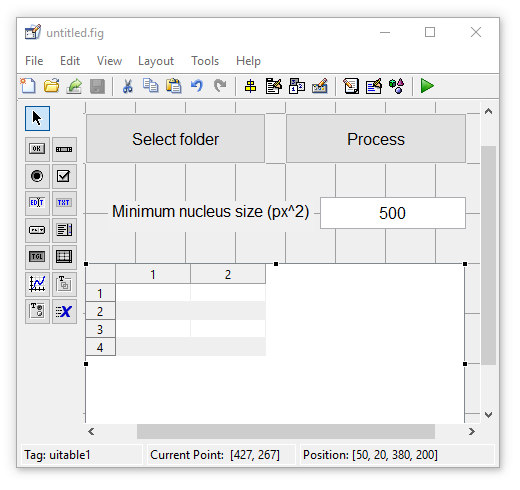 untitled.fig
File Edit View Layout Tools Help
Select folder Process
OK
EDIT TXT
TGL
Minimum nucleus size (px^2) 500
1 2
1
2
3
4
Tag: uitable1 Current Point: [427, 267] Position: [50, 20, 380, 200]